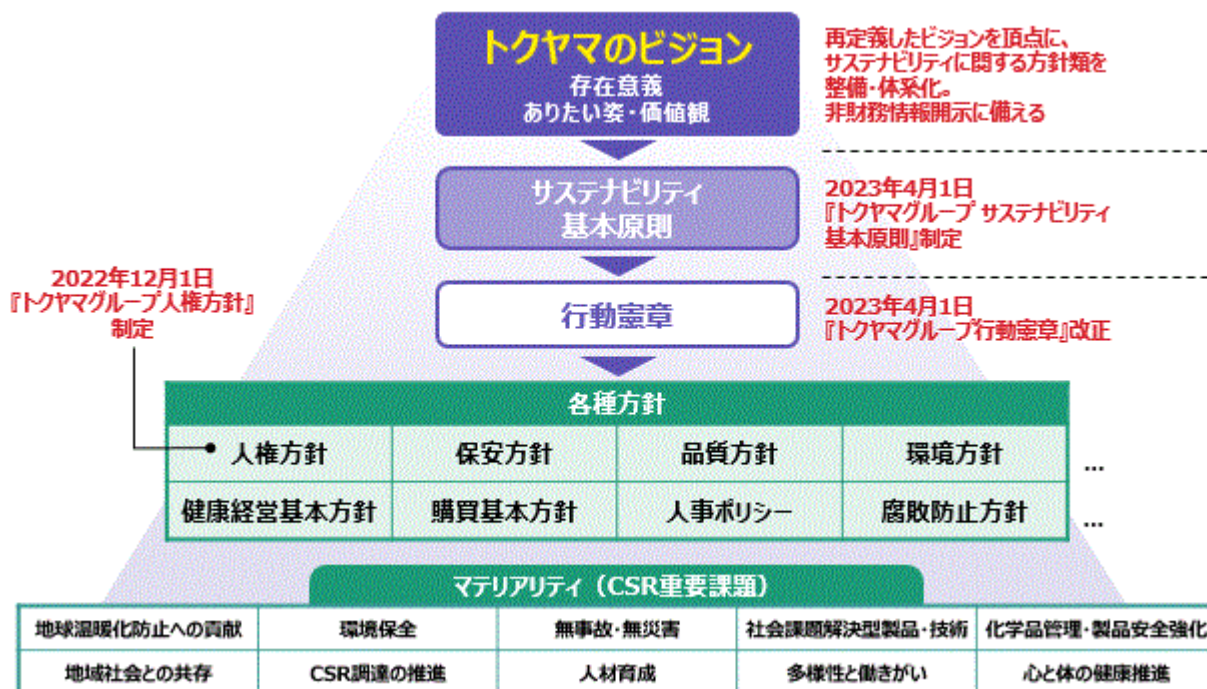 トクヤマのビジョン
存在意義
ありたい姿・価値観
再定義したビジョンを頂点に、
サステナビリティに関する方針類を
整備・体系化。
非財務情報開示に備える
サステナビリティ
基本原則
2023年4月1日
『トクヤマグループ サステナビリティ
基本原則』制定
2022年12月1日
『トクヤマグループ人権方針』
制定
行動憲章
2023年4月1日
『トクヤマグループ行動憲章』改正
各種方針
人権方針 保安方針 品質方針 環境方針 ...
健康経営基本方針 購買基本方針 人事ポリシー 腐敗防止方針 ...
マテリアリティ（CSR重要課題）
地球温暖化防止への貢献 環境保全 無事故・無災害 社会課題解決型製品・技術 化学品管理・製品安全強化
地域社会との共存 CSR調達の推進 人材育成 多様性と働きがい 心と体の健康推進